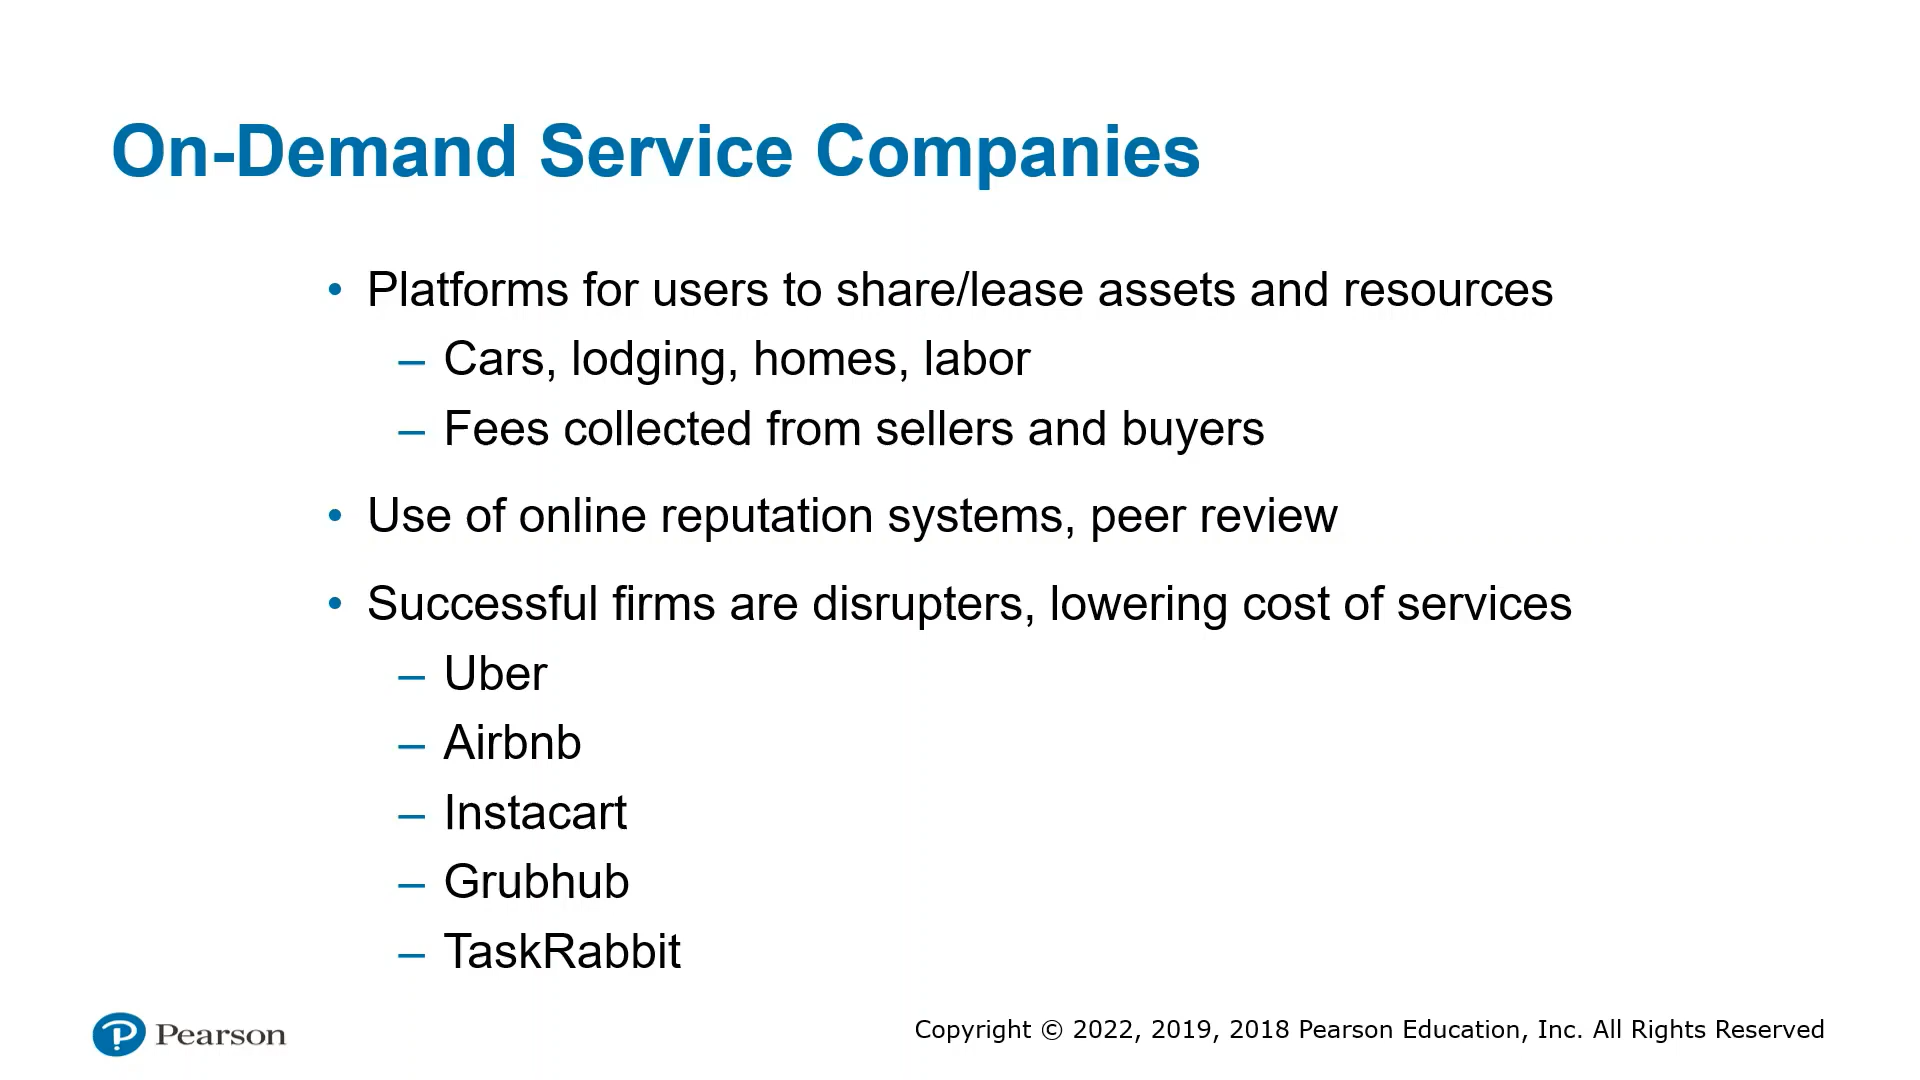 On-Demand Service Companies
• Platforms for users to share/lease assets and resources
– Cars, lodging, homes, labor
– Fees collected from sellers and buyers
• Use of online reputation systems, peer review
• Successful firms are disrupters, lowering cost of services
– Uber
– Airbnb
– Instacart
– Grubhub
– TaskRabbit
Pearson
Copyright © 2022, 2019, 2018 Pearson Education, Inc. All Rights Reserved